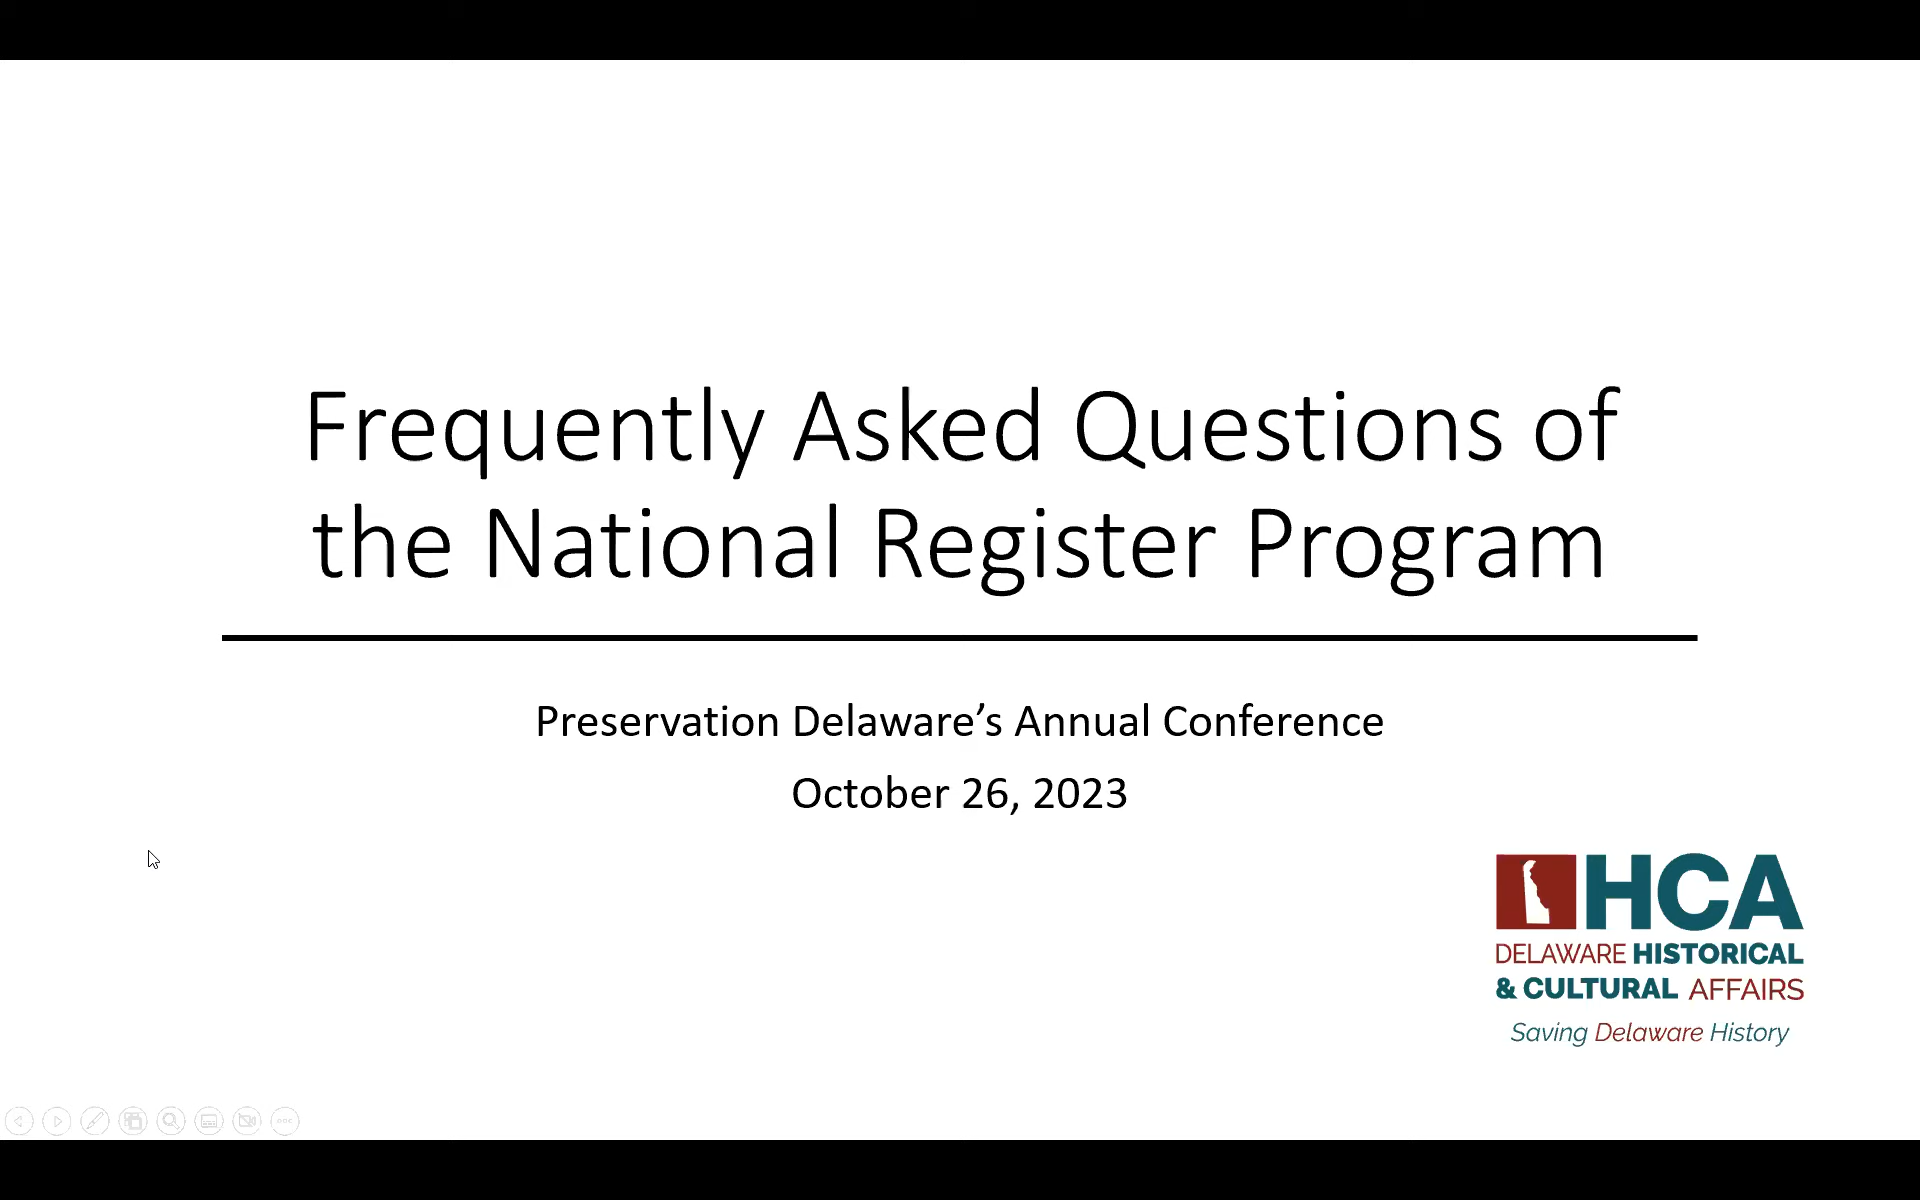 Frequently Asked Questions of
the National Register Program
Preservation Delaware’s Annual Conference
October 26, 2023
HCA
DELAWARE HISTORICAL
& CULTURAL AFFAIRS
Saving Delaware History